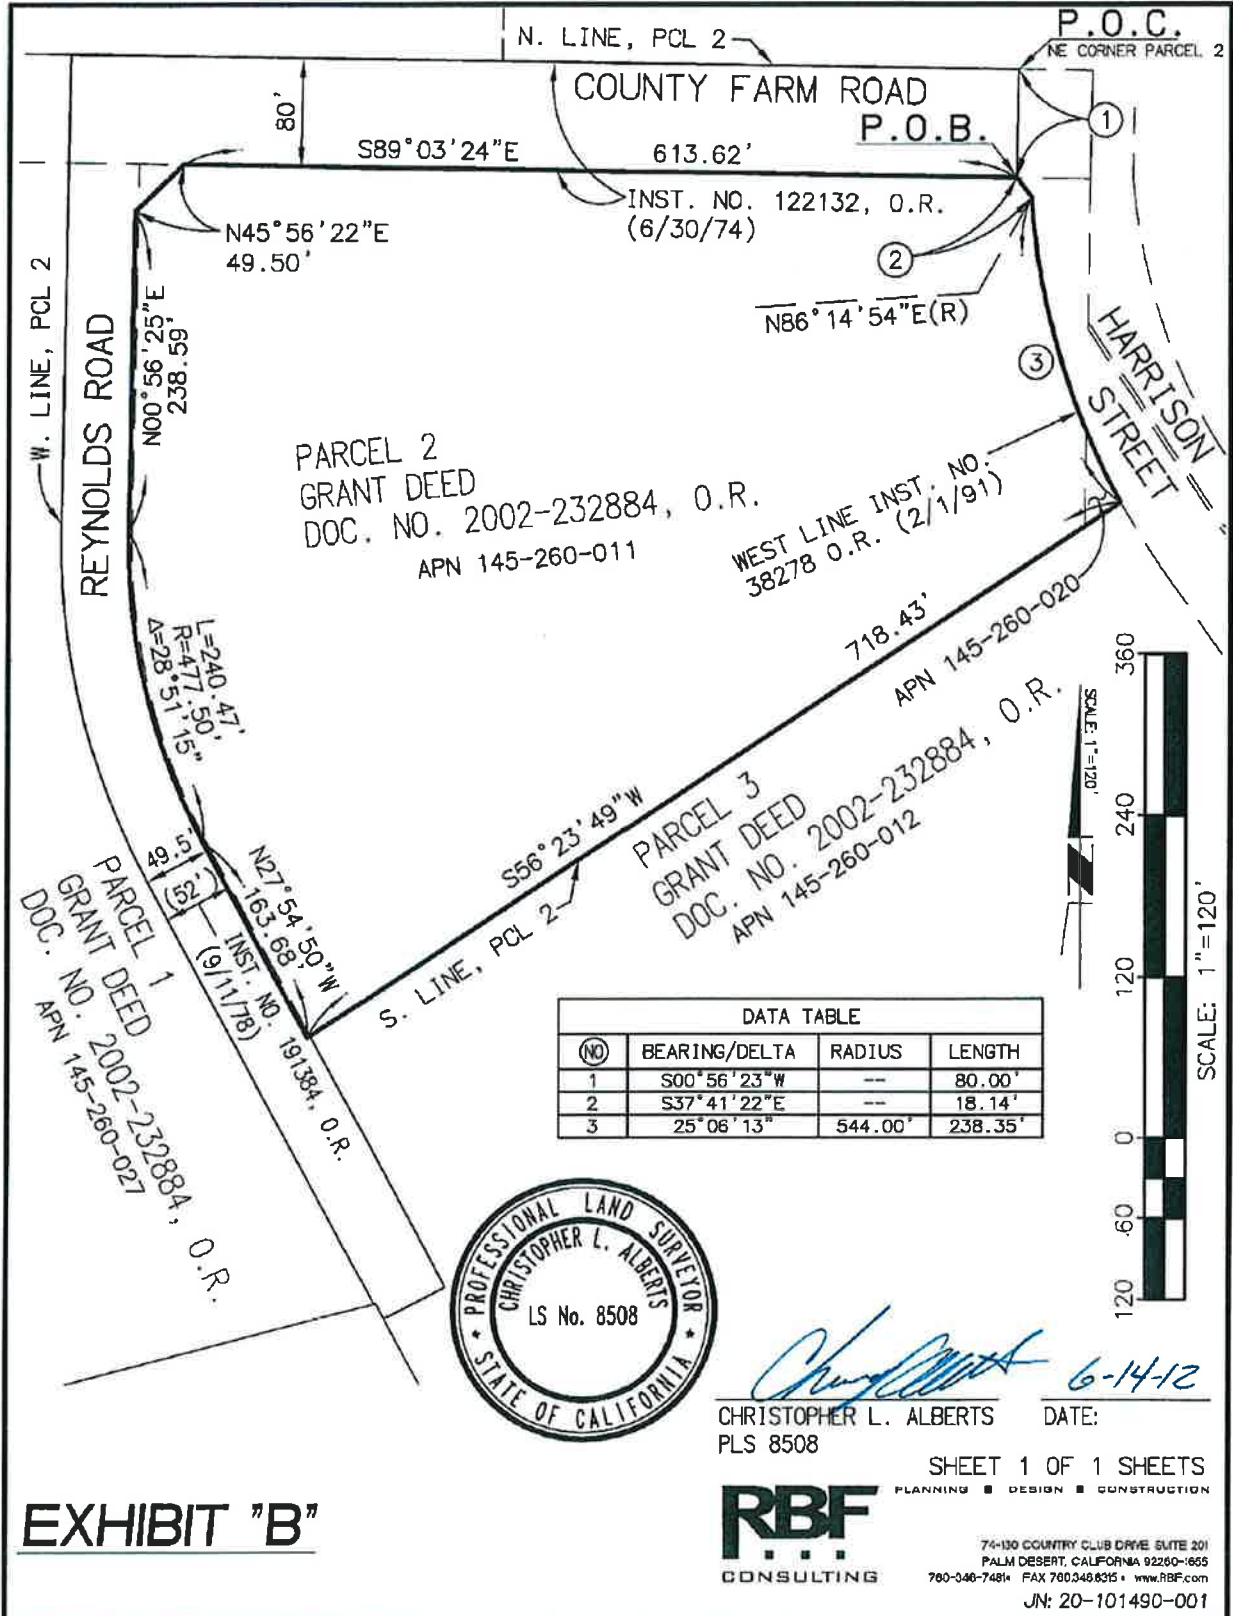 N. LINE, PCL 2
P.O.C.
NE CORNER PARCEL 2
COUNTY FARM ROAD
80'
P.O.B.
1
S89°03'24"E 613.62'
INST. NO. 122132, O.R.
(6/30/74)
N45°56'22"E
49.50'
2
N86°14'54"E(R)
W. LINE, PCL 2
REYNOLDS ROAD
N00°56'25"E
238.59'
3
HARRISON
STREET
PARCEL 2
GRANT DEED
DOC. NO. 2002-232884, O.R.
APN 145-260-011
WEST LINE INST. NO.
38278 O.R. (2/1/91)
718.43'
APN 145-260-020
L=240.47'
R=477.50'
Δ=28°51'15"
S56°23'49"W
S. LINE, PCL 2
PARCEL 3
GRANT DEED
DOC. NO. 2002-232884, O.R.
APN 145-260-012
49.5'
(52')
N27°54'50"W
163.68'
INST. NO. 191384, O.R.
(9/11/78)
PARCEL 1
GRANT DEED
DOC. NO. 2002-232884, O.R.
APN 145-260-027
SCALE: 1"=120'
360
240
120
0
60
120
SCALE: 1"=120'
DATA TABLE
NO BEARING/DELTA RADIUS LENGTH
1 S00°56'23"W -- 80.00'
2 S37°41'22"E -- 18.14'
3 25°06'13" 544.00' 238.35'
PROFESSIONAL LAND SURVEYOR
CHRISTOPHER L. ALBERTS
LS No. 8508
STATE OF CALIFORNIA
6-14-12
CHRISTOPHER L. ALBERTS DATE:
PLS 8508
SHEET 1 OF 1 SHEETS
PLANNING ■ DESIGN ■ CONSTRUCTION
RBF
CONSULTING
74-130 COUNTRY CLUB DRIVE SUITE 201
PALM DESERT, CALIFORNIA 92260-1655
760-346-7481 • FAX 760.346.8315 • www.RBF.com
JN: 20-101490-001
EXHIBIT "B"